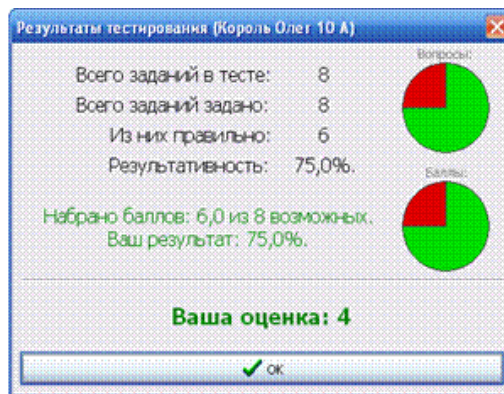 Результаты тестирования (Король Олег 10 А)
Вопросы:
Всего заданий в тесте: 8
Всего заданий задано: 8
Из них правильно: 6
Результативность: 75,0%.
Баллы:
Набрано баллов: 6,0 из 8 возможных.
Ваш результат: 75,0%.
Ваша оценка: 4
ОК